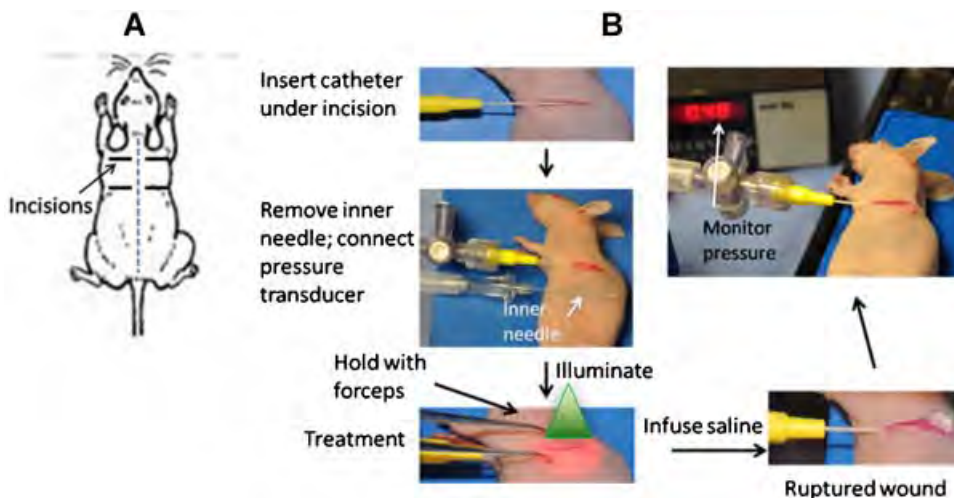 A
B
Incisions
Insert catheter
under incision
Remove inner
needle; connect
pressure
transducer
Inner
needle
Hold with
forceps
Illuminate
Treatment
Infuse saline
Ruptured wound
Monitor
pressure